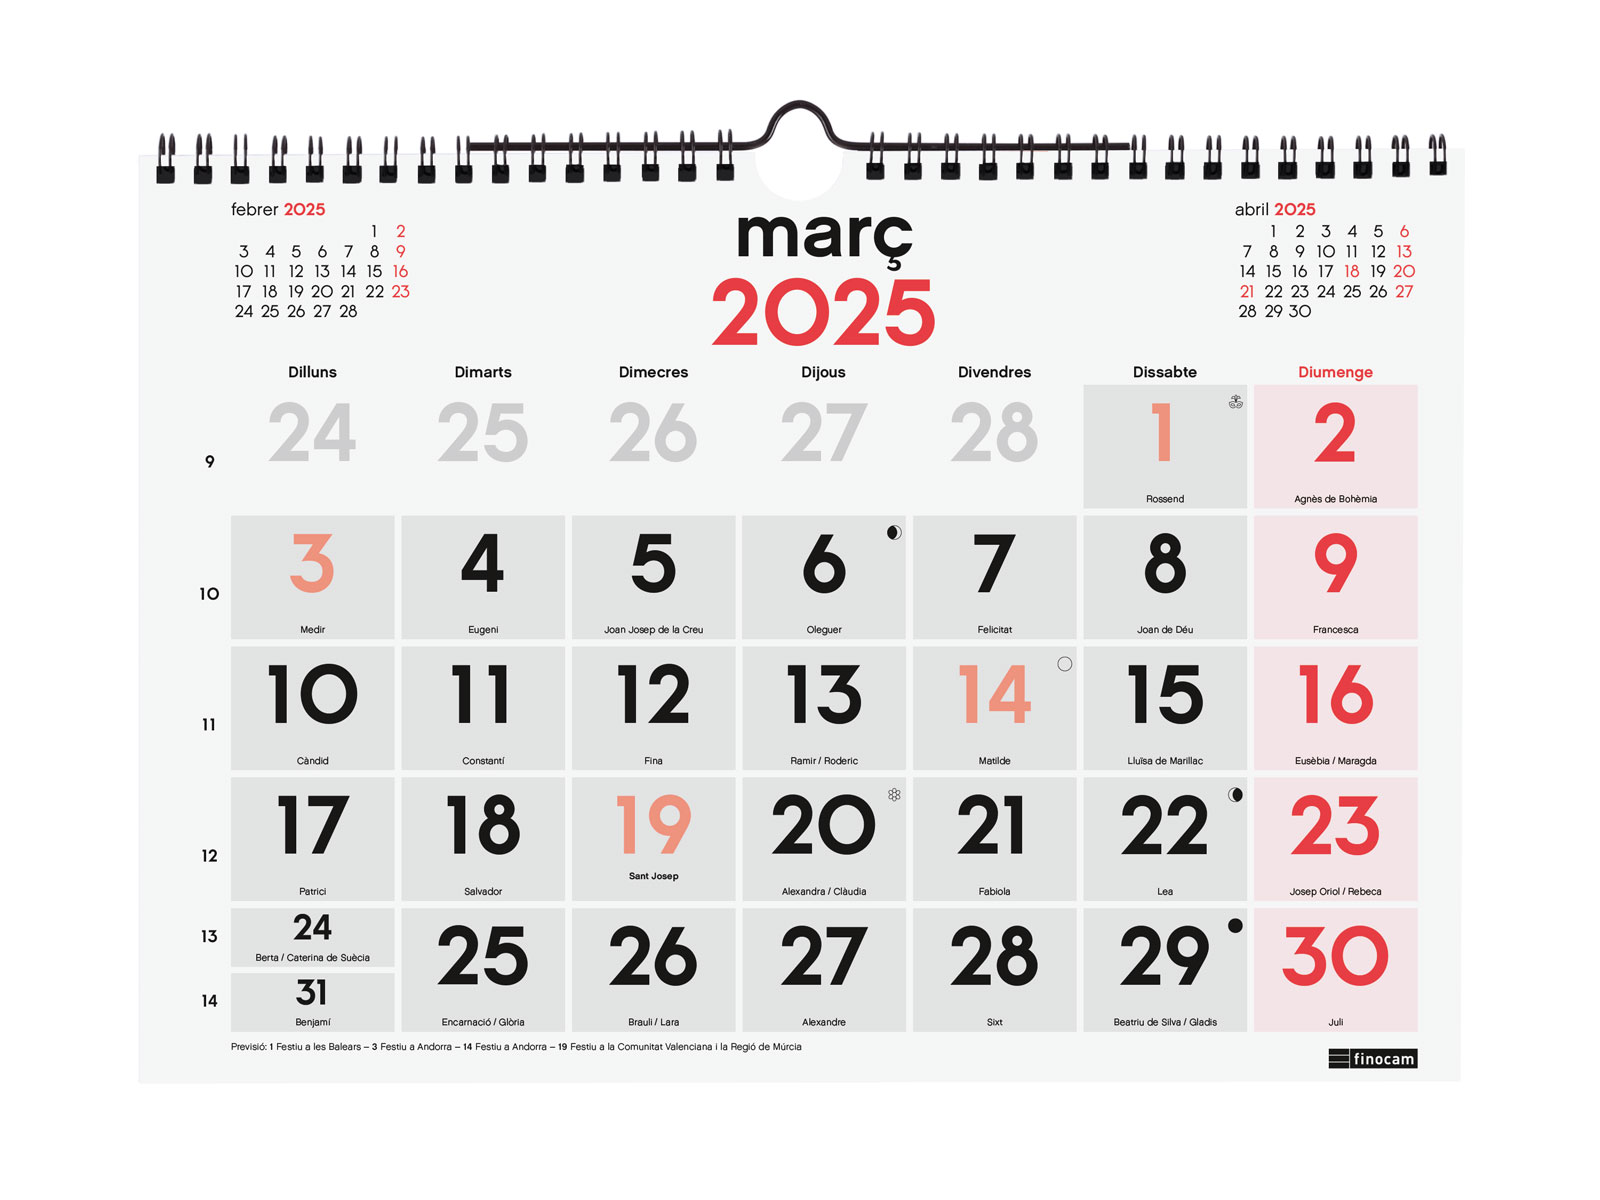 febrer 2025
1 2
3 4 5 6 7 8 9
10 11 12 13 14 15 16
17 18 19 20 21 22 23
24 25 26 27 28
març
2025
abril 2025
1 2 3 4 5 6
7 8 9 10 11 12 13
14 15 16 17 18 19 20
21 22 23 24 25 26 27
28 29 30
Dilluns Dimarts Dimecres Dijous Divendres Dissabte Diumenge
9 24 25 26 27 28 1 2
Rossend Agnès de Bohèmia
10 3 4 5 6 7 8 9
Medir Eugeni Joan Josep de la Creu Oleguer Felicitat Joan de Déu Francesca
11 10 11 12 13 14 15 16
Càndid Constantí Fina Ramir / Roderic Matilde Lluïsa de Marillac Eusèbia / Maragda
12 17 18 19 20 21 22 23
Sant Josep
Patrici Salvador Alexandra / Clàudia Fabiola Lea Josep Oriol / Rebeca
13 24 25 26 27 28 29 30
Berta / Caterina de Suècia
14 31
Benjamí Encarnació / Glòria Brauli / Lara Alexandre Sixt Beatriu de Silva / Gladis Juli
Previsió: 1 Festiu a les Balears – 3 Festiu a Andorra – 14 Festiu a Andorra – 19 Festiu a la Comunitat Valenciana i la Regió de Múrcia
finocam